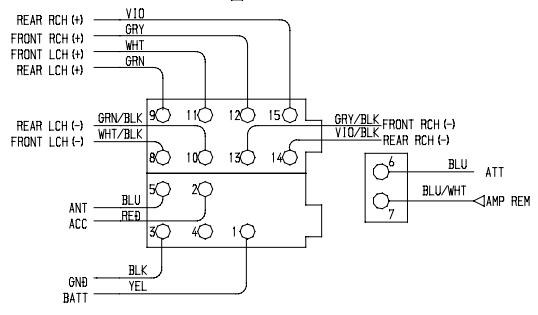 REAR RCH (+) VIO
FRONT RCH (+) GRY
FRONT LCH (+) WHT
REAR LCH (+) GRN
9 11 12 15
REAR LCH (-) GRN/BLK GRY/BLK FRONT RCH (-)
FRONT LCH (-) WHT/BLK VIO/BLK REAR RCH (-)
8 10 13 14
6 BLU ATT
5 2
BLU/WHT AMP REM
7
ANT BLU
ACC RED
3 4 1
GND BLK
BATT YEL